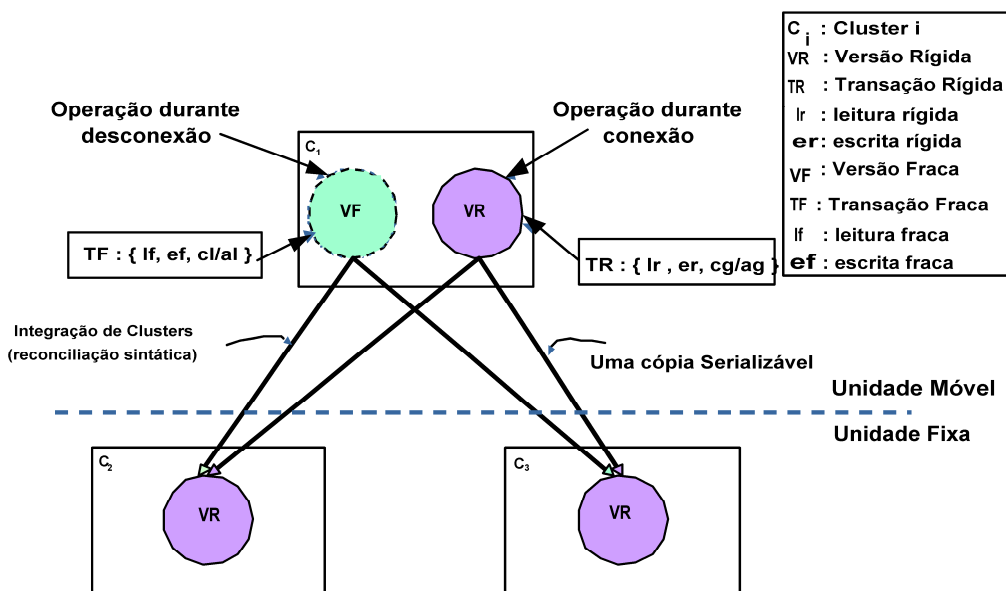 Operação durante
desconexão
Operação durante
conexão
C1
VF
VR
TF : { lf, ef, cl/al }
TR : { lr , er, cg/ag }
Integração de Clusters
(reconciliação sintática)
Uma cópia Serializável
Unidade Móvel
Unidade Fixa
C2
VR
C3
VR
C i : Cluster i
VR : Versão Rígida
TR : Transação Rígida
lr : leitura rígida
er: escrita rígida
VF : Versão Fraca
TF : Transação Fraca
lf : leitura fraca
ef : escrita fraca